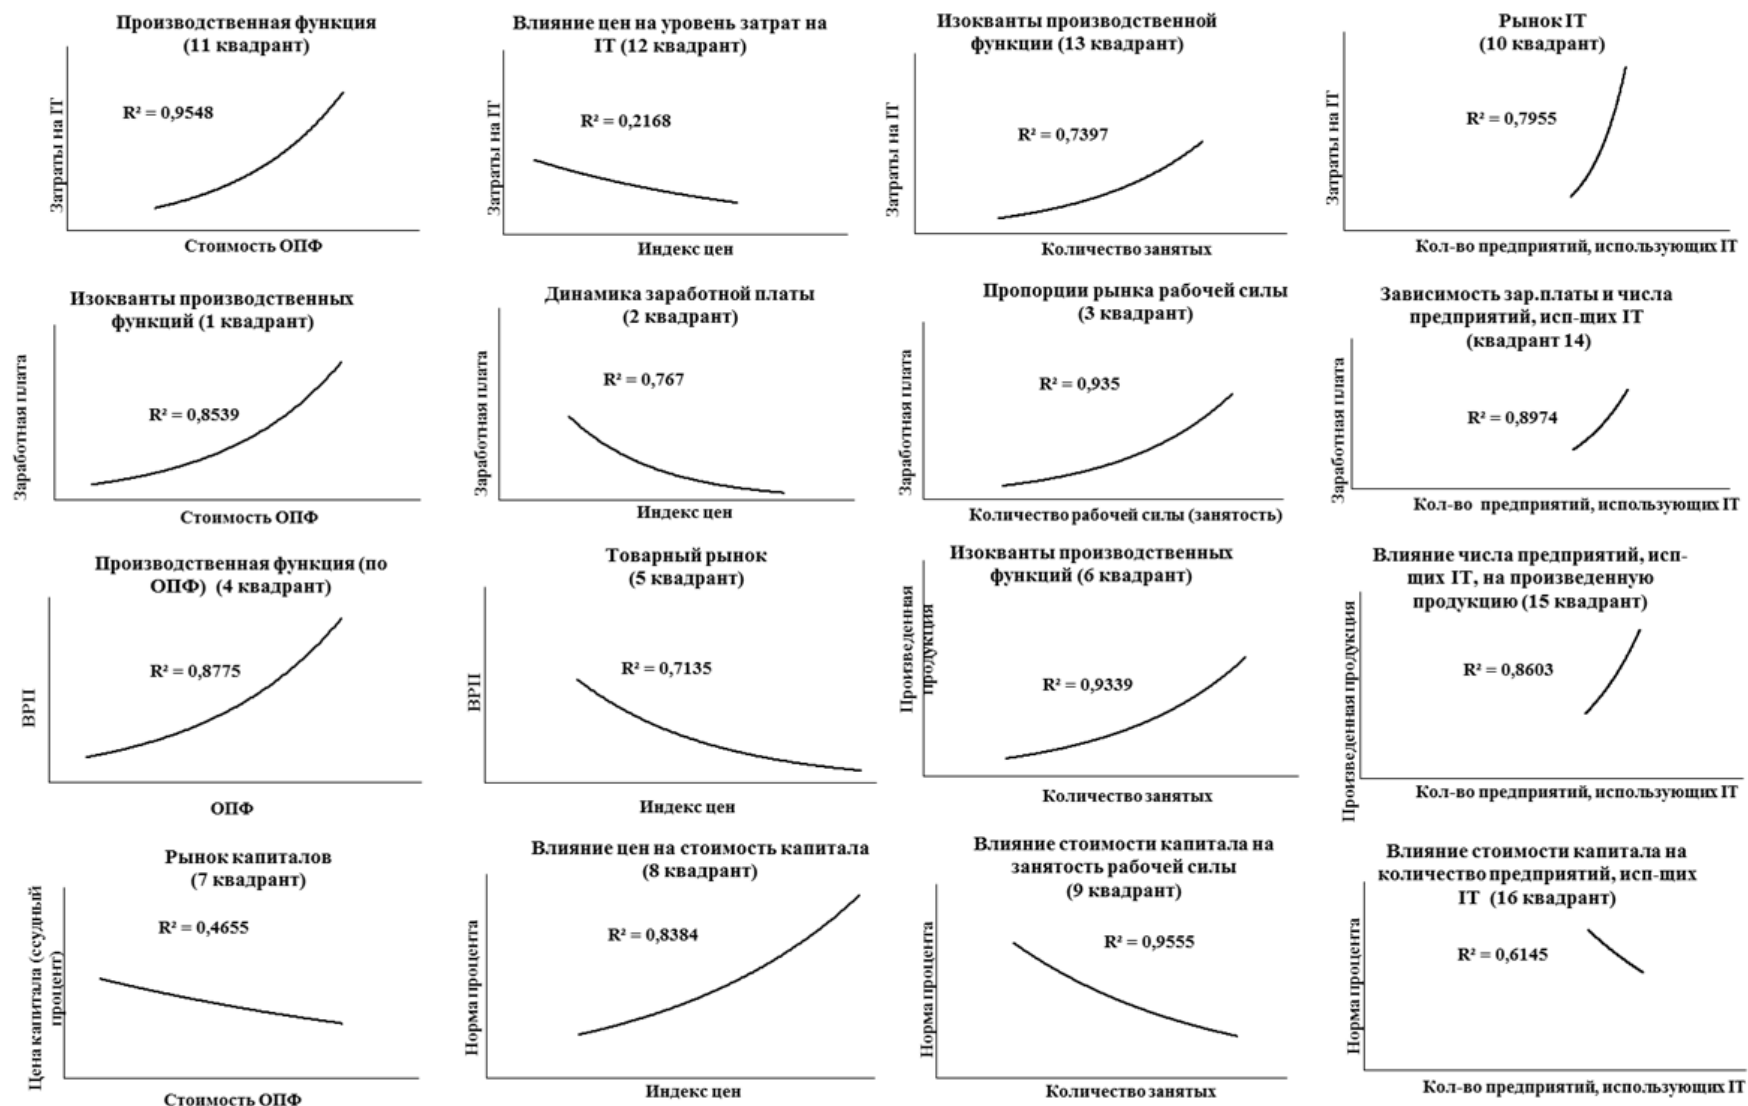 Производственная функция
(11 квадрант)
R² = 0,9548
Затраты на IT
Стоимость ОПФ
Влияние цен на уровень затрат на
IT (12 квадрант)
R² = 0,2168
Затраты на IT
Индекс цен
Изокванты производственной
функции (13 квадрант)
R² = 0,7397
Затраты на IT
Количество занятых
Рынок IT
(10 квадрант)
R² = 0,7955
Затраты на IT
Кол-во предприятий, использующих IT
Изокванты производственных
функций (1 квадрант)
R² = 0,8539
Заработная плата
Стоимость ОПФ
Динамика заработной платы
(2 квадрант)
R² = 0,767
Заработная плата
Индекс цен
Пропорции рынка рабочей силы
(3 квадрант)
R² = 0,935
Заработная плата
Количество рабочей силы (занятость)
Зависимость зар.платы и числа
предприятий, исп-щих IT
(квадрант 14)
R² = 0,8974
Заработная плата
Кол-во предприятий, использующих IT
Производственная функция (по
ОПФ) (4 квадрант)
R² = 0,8775
ВРП
ОПФ
Товарный рынок
(5 квадрант)
R² = 0,7135
ВРП
Индекс цен
Изокванты производственных
функций (6 квадрант)
R² = 0,9339
Произведенная
продукция
Количество занятых
Влияние числа предприятий, исп-
щих IT, на произведенную
продукцию (15 квадрант)
R² = 0,8603
Произведенная продукция
Кол-во предприятий, использующих IT
Рынок капиталов
(7 квадрант)
R² = 0,4655
Цена капитала (ссудный
процент)
Стоимость ОПФ
Влияние цен на стоимость капитала
(8 квадрант)
R² = 0,8384
Норма процента
Индекс цен
Влияние стоимости капитала на
занятость рабочей силы
(9 квадрант)
R² = 0,9555
Норма процента
Количество занятых
Влияние стоимости капитала на
количество предприятий, исп-щих
IT (16 квадрант)
R² = 0,6145
Норма процента
Кол-во предприятий, использующих IT